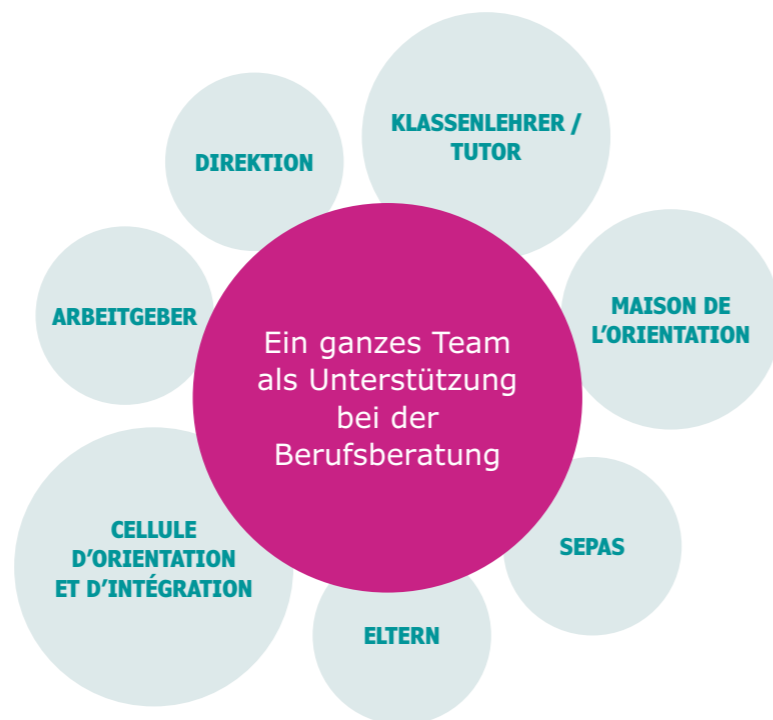 KLASSENLEHRER /
TUTOR
DIREKTION
MAISON DE
L’ORIENTATION
ARBEITGEBER
Ein ganzes Team
als Unterstützung
bei der
Berufsberatung
CELLULE
D’ORIENTATION
ET D’INTÉGRATION
SEPAS
ELTERN